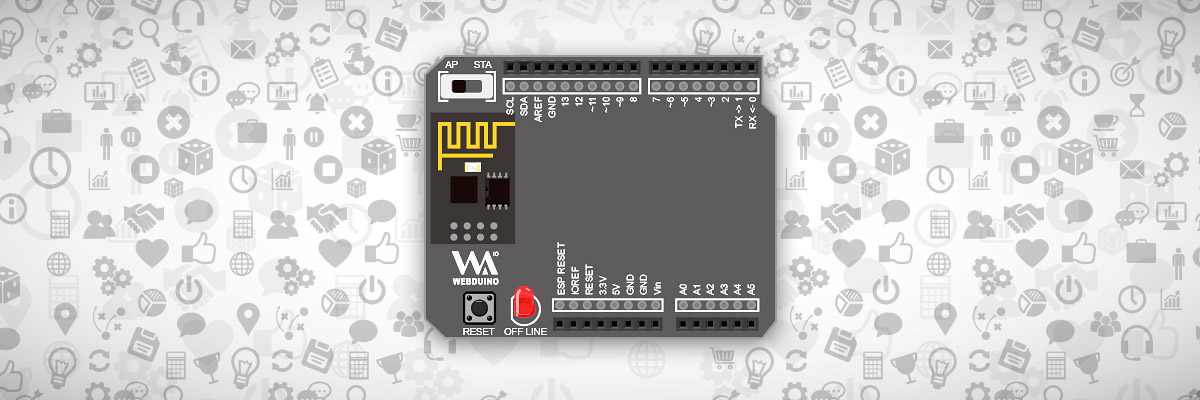 AP STA
SCL
SDA
AREF
GND
13
12
~11
~10
~9
8
7
~6
~5
4
~3
2
TX -> 1
RX <- 0
IO
WEBDUINO
RESET
OFF LINE
ESP RESET
IOREF
RESET
3.3V
5V
GND
GND
Vin
A0
A1
A2
A3
A4
A5